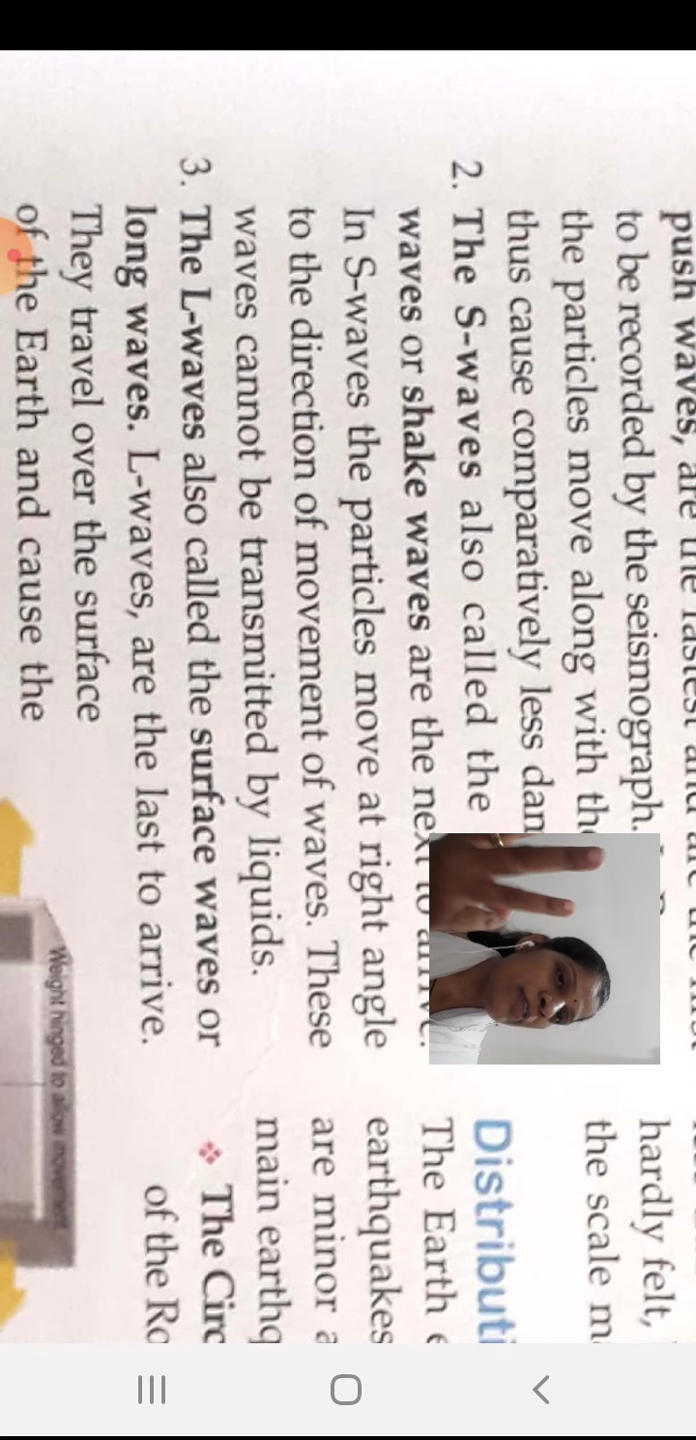 push waves, are the fastest and are the first
to be recorded by the seismograph.
the particles move along with the
thus cause comparatively less
2. The S-waves also called the
waves or shake waves are the next to arrive.
In S-waves the particles move at right angle
to the direction of movement of waves. These
waves cannot be transmitted by liquids.
3. The L-waves also called the surface waves or
long waves. L-waves, are the last to arrive.
They travel over the surface
of the Earth and cause the
Weight hinged to allow movement
hardly felt,
the scale
Distributi
The Earth
earthquakes
are minor
main earthq
❖ The Circ
of the Ro